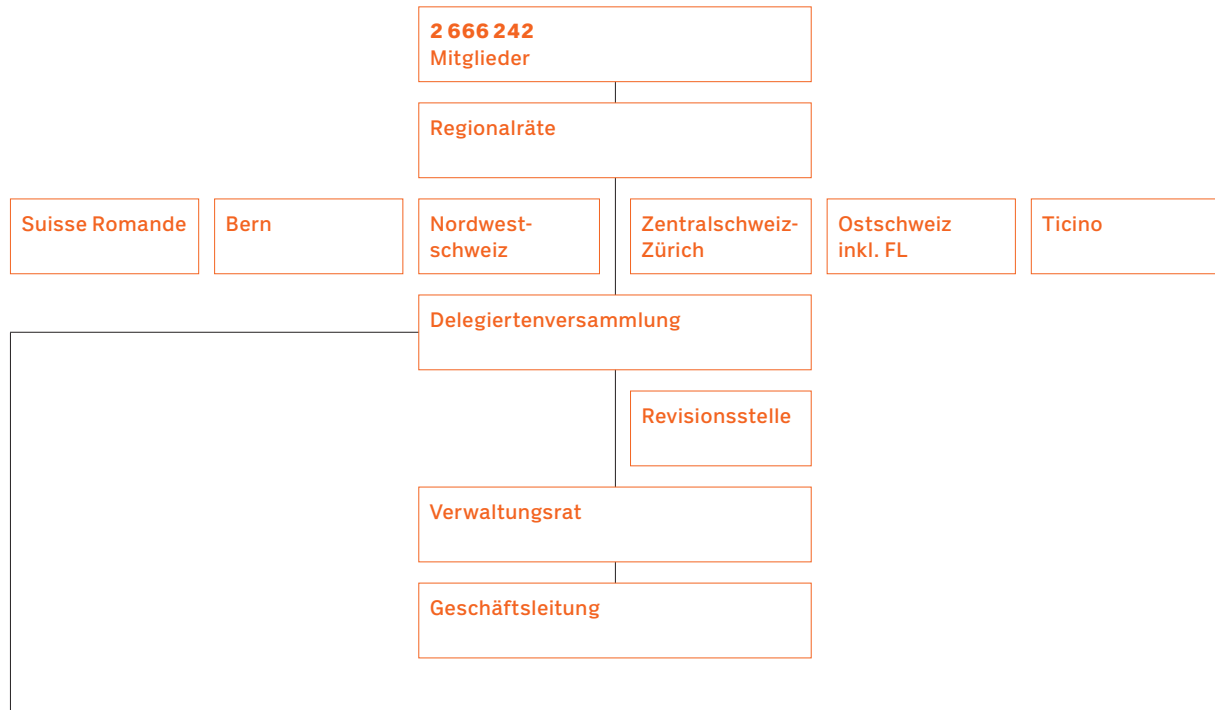 2 666 242
Mitglieder
Regionalräte
Suisse Romande
Bern
Nordwest-
schweiz
Zentralschweiz-
Zürich
Ostschweiz
inkl. FL
Ticino
Delegiertenversammlung
Revisionsstelle
Verwaltungsrat
Geschäftsleitung